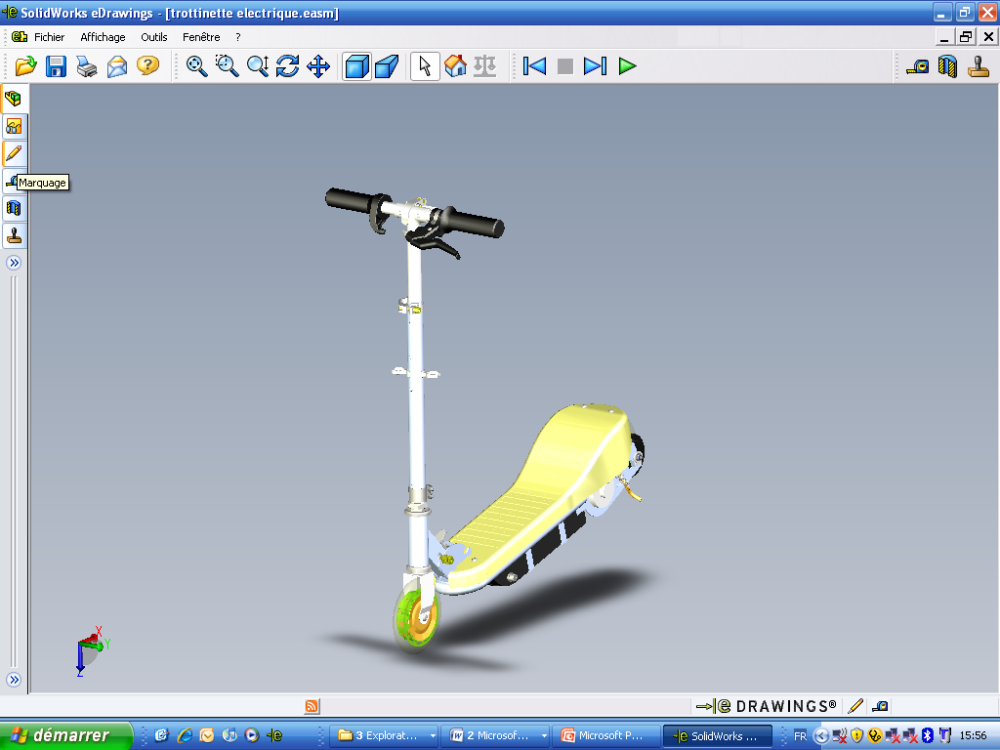 SolidWorks eDrawings - [trottinette electrique.easm]
Fichier Affichage Outils Fenêtre ?
Marquage
X
Y
Z
DRAWINGS®
démarrer
3 Explorat...
2 Microsof...
Microsoft P...
SolidWorks ...
FR
15:56